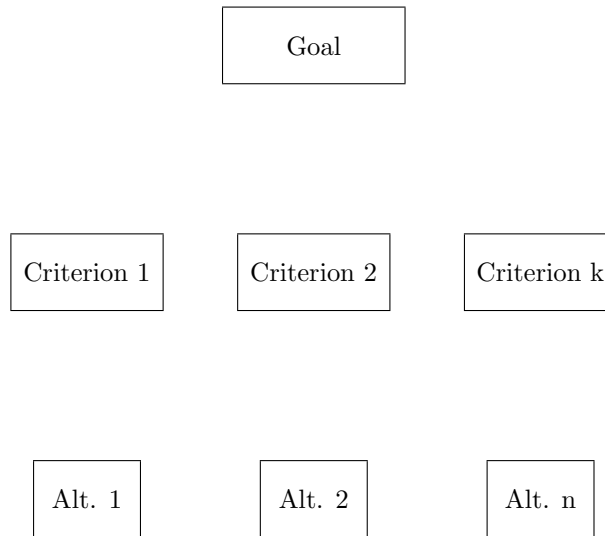 Goal
Criterion 1
Criterion 2
Criterion k
Alt. 1
Alt. 2
Alt. n